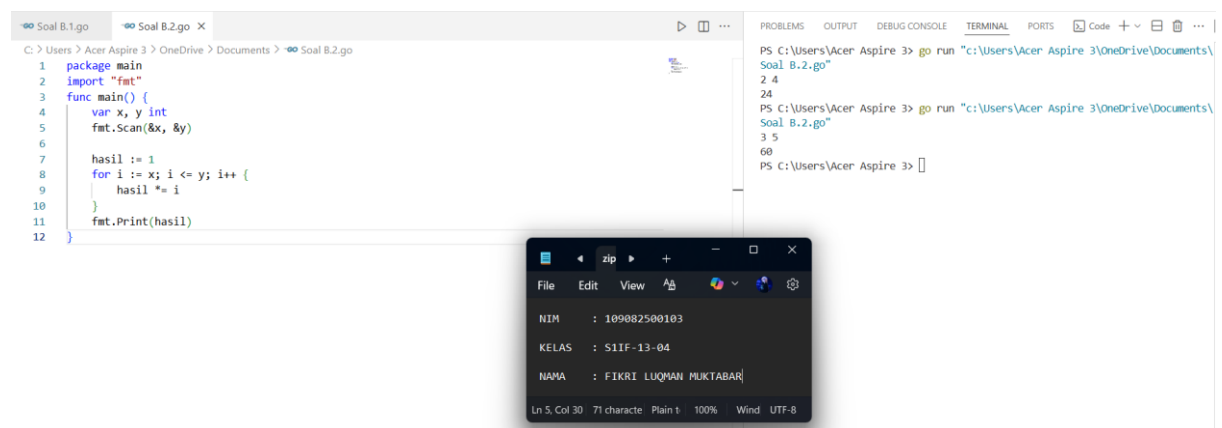 Soal B.1.go
Soal B.2.go
C: > Users > Acer Aspire 3 > OneDrive > Documents > Soal B.2.go
1 package main
2 import "fmt"
3 func main() {
4 var x, y int
5 fmt.Scan(&x, &y)
6
7 hasil := 1
8 for i := x; i <= y; i++ {
9 hasil *= i
10 }
11 fmt.Print(hasil)
12 }
PROBLEMS OUTPUT DEBUG CONSOLE TERMINAL PORTS Code
PS C:\Users\Acer Aspire 3> go run "c:\Users\Acer Aspire 3\OneDrive\Documents\
Soal B.2.go"
2 4
24
PS C:\Users\Acer Aspire 3> go run "c:\Users\Acer Aspire 3\OneDrive\Documents\
Soal B.2.go"
3 5
60
PS C:\Users\Acer Aspire 3>
zip
File Edit View
NIM : 109082500103
KELAS : S1IF-13-04
NAMA : FIKRI LUQMAN MUKTABAR
Ln 5, Col 30 71 characte Plain t 100% Wind UTF-8